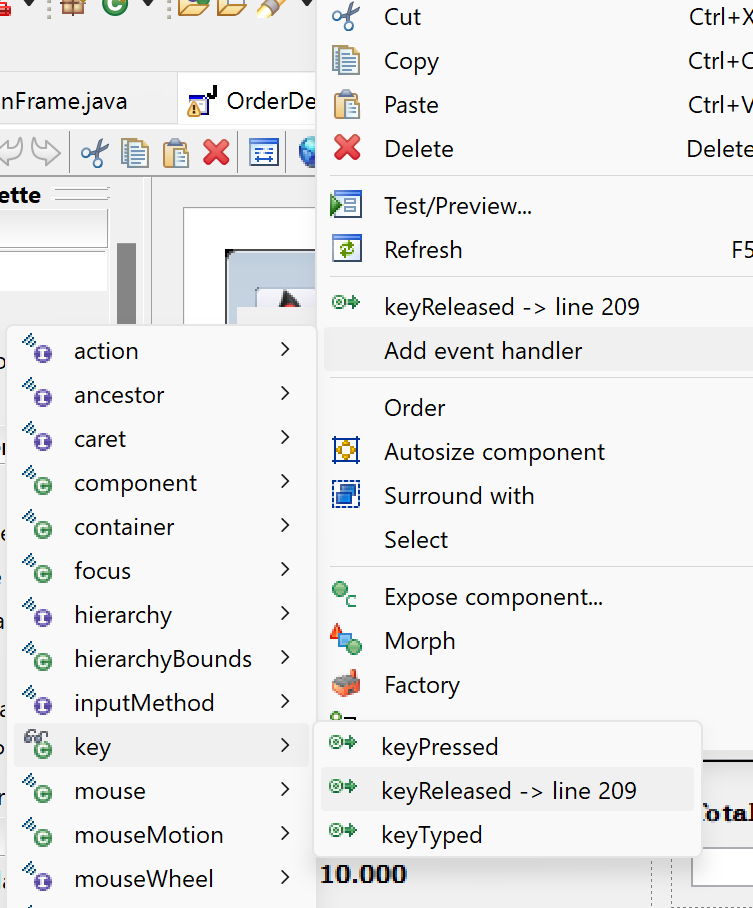 Cut Ctrl+X
Copy Ctrl+C
nFrame.java
OrderDe
Paste Ctrl+V
Delete Delete
ette
Test/Preview...
Refresh F5
keyReleased -> line 209
action
Add event handler
ancestor
Order
caret
Autosize component
component
Surround with
container
Select
focus
Expose component...
hierarchy
Morph
hierarchyBounds
Factory
inputMethod
key
keyPressed
mouse
keyReleased -> line 209
Total
mouseMotion
keyTyped
mouseWheel
10.000